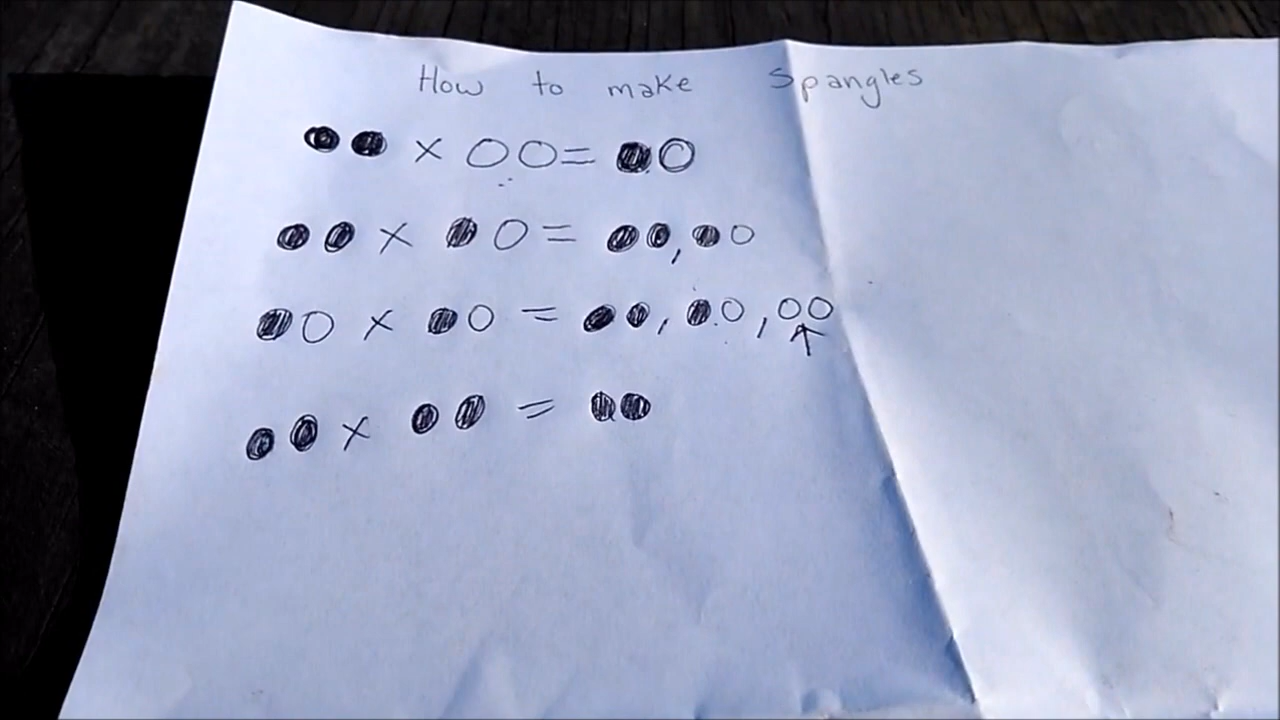 How to make Spangles
●● × ○○ = ●○
●● × ●○ = ●●, ●○
●○ × ●○ = ●●, ●○, ○○
↑
●● × ●● = ●●